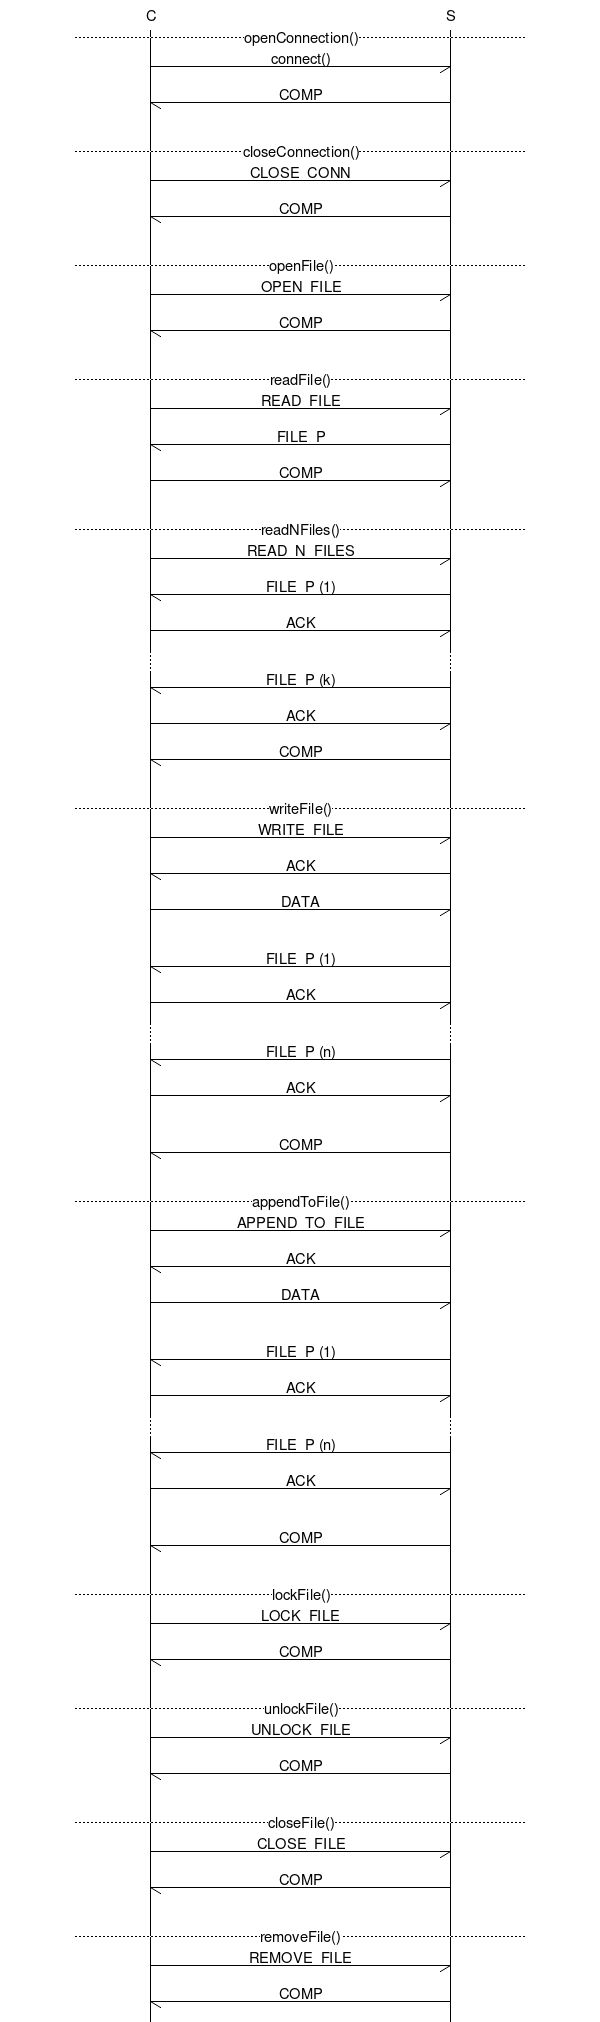 C S
openConnection()
connect()
COMP
closeConnection()
CLOSE_CONN
COMP
openFile()
OPEN_FILE
COMP
readFile()
READ_FILE
FILE_P
COMP
readNFiles()
READ_N_FILES
FILE_P (1)
ACK
FILE_P (k)
ACK
COMP
writeFile()
WRITE_FILE
ACK
DATA
FILE_P (1)
ACK
FILE_P (n)
ACK
COMP
appendToFile()
APPEND_TO_FILE
ACK
DATA
FILE_P (1)
ACK
FILE_P (n)
ACK
COMP
lockFile()
LOCK_FILE
COMP
unlockFile()
UNLOCK_FILE
COMP
closeFile()
CLOSE_FILE
COMP
removeFile()
REMOVE_FILE
COMP